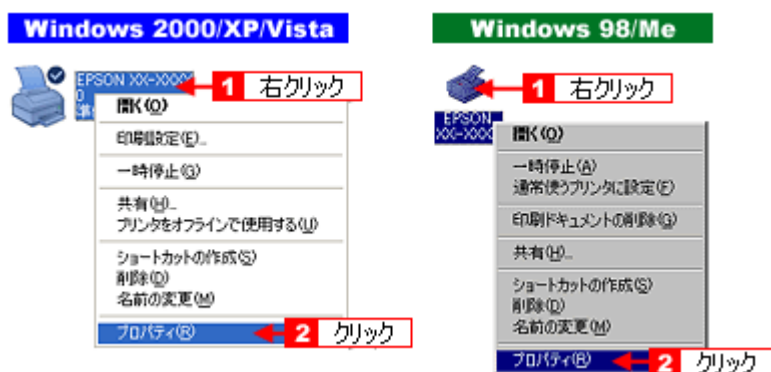 Windows 2000/XP/Vista
EPSON XX-XXXX
0
1 右クリック
開く(O)
印刷設定(E)...
一時停止(G)
共有(H)...
プリンタをオフラインで使用する(U)
ショートカットの作成(S)
削除(D)
名前の変更(M)
プロパティ(R)
2 クリック
Windows 98/Me
1 右クリック
EPSON
XX-XXXX
開く(O)
一時停止(A)
通常使うプリンタに設定(F)
印刷ドキュメントの削除(G)
共有(H)...
ショートカットの作成(S)
削除(D)
名前の変更(M)
プロパティ(R)
2 クリック